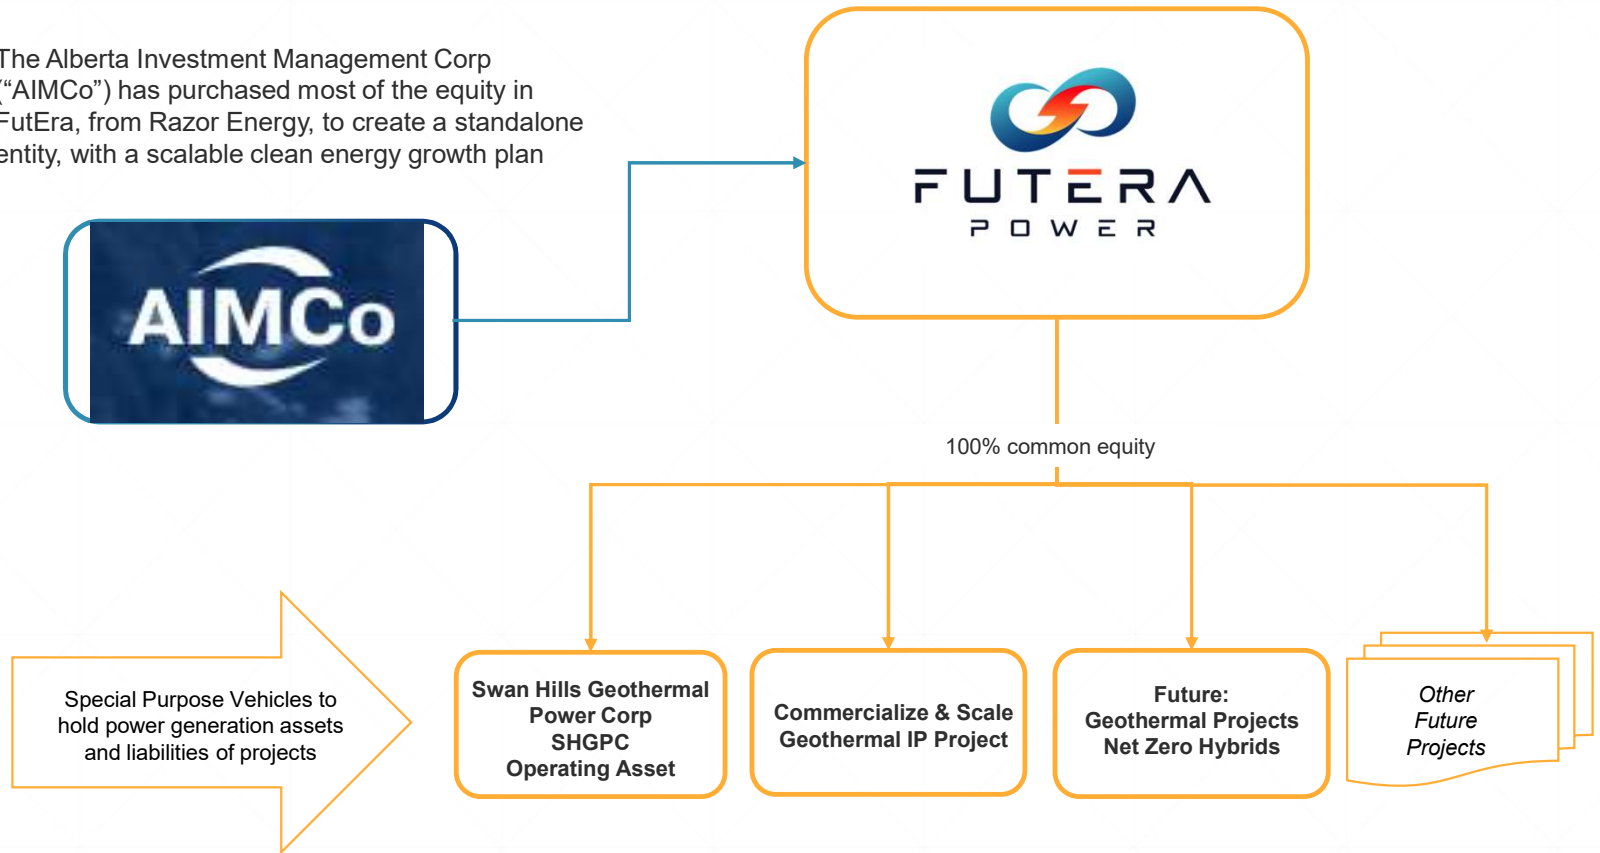 The Alberta Investment Management Corp
(“AIMCo”) has purchased most of the equity in
FutEra, from Razor Energy, to create a standalone
entity, with a scalable clean energy growth plan
FUTERA
POWER
AIMCo
100% common equity
Special Purpose Vehicles to
hold power generation assets
and liabilities of projects
Swan Hills Geothermal
Power Corp
SHGPC
Operating Asset
Commercialize & Scale
Geothermal IP Project
Future:
Geothermal Projects
Net Zero Hybrids
Other
Future
Projects